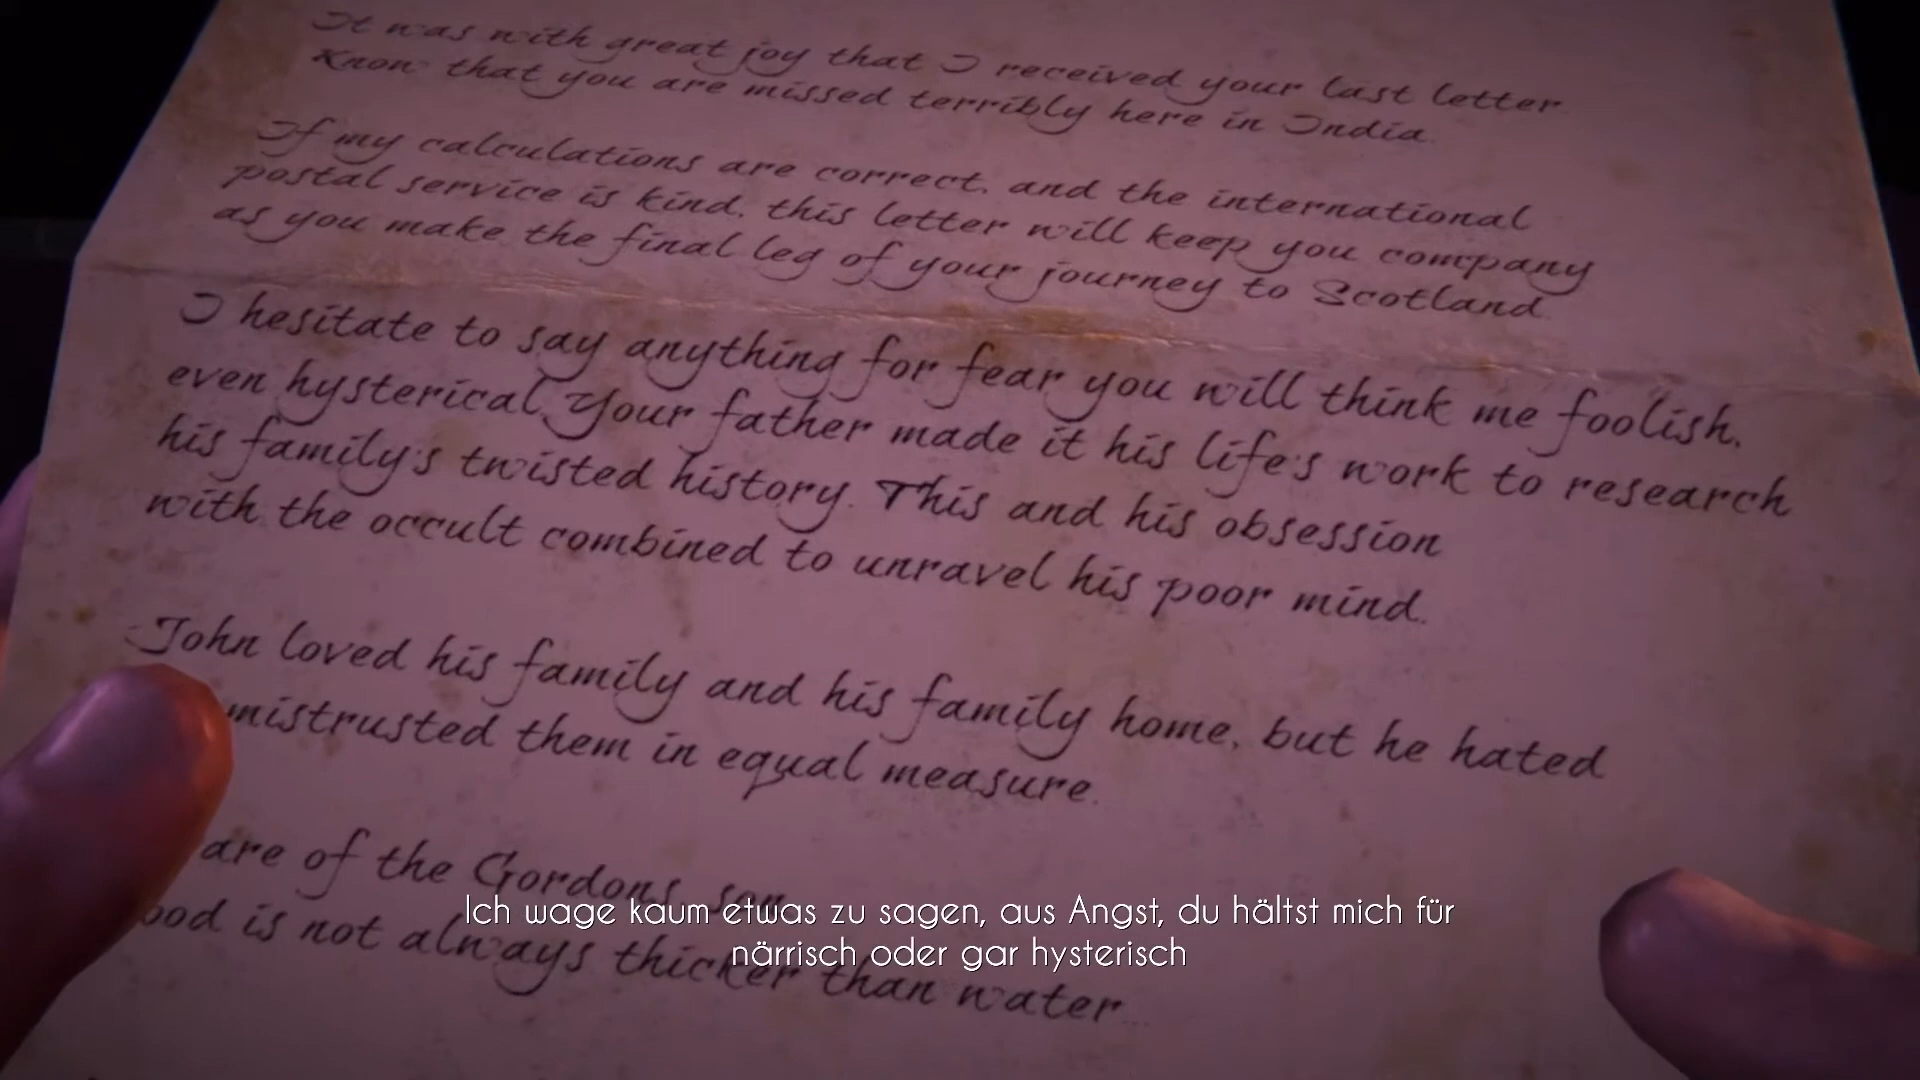 It was with great joy that I received your last letter.
Know that you are missed terribly here in India.
If my calculations are correct, and the international
postal service is kind, this letter will keep you company
as you make the final leg of your journey to Scotland.
I hesitate to say anything for fear you will think me foolish,
even hysterical. Your father made it his life's work to research
his family's twisted history. This and his obsession
with the occult combined to unravel his poor mind.
John loved his family and his family home, but he hated
mistrusted them in equal measure.
are of the Gordons,
ood is not always thicker than water...
Ich wage kaum etwas zu sagen, aus Angst, du hältst mich für
närrisch oder gar hysterisch